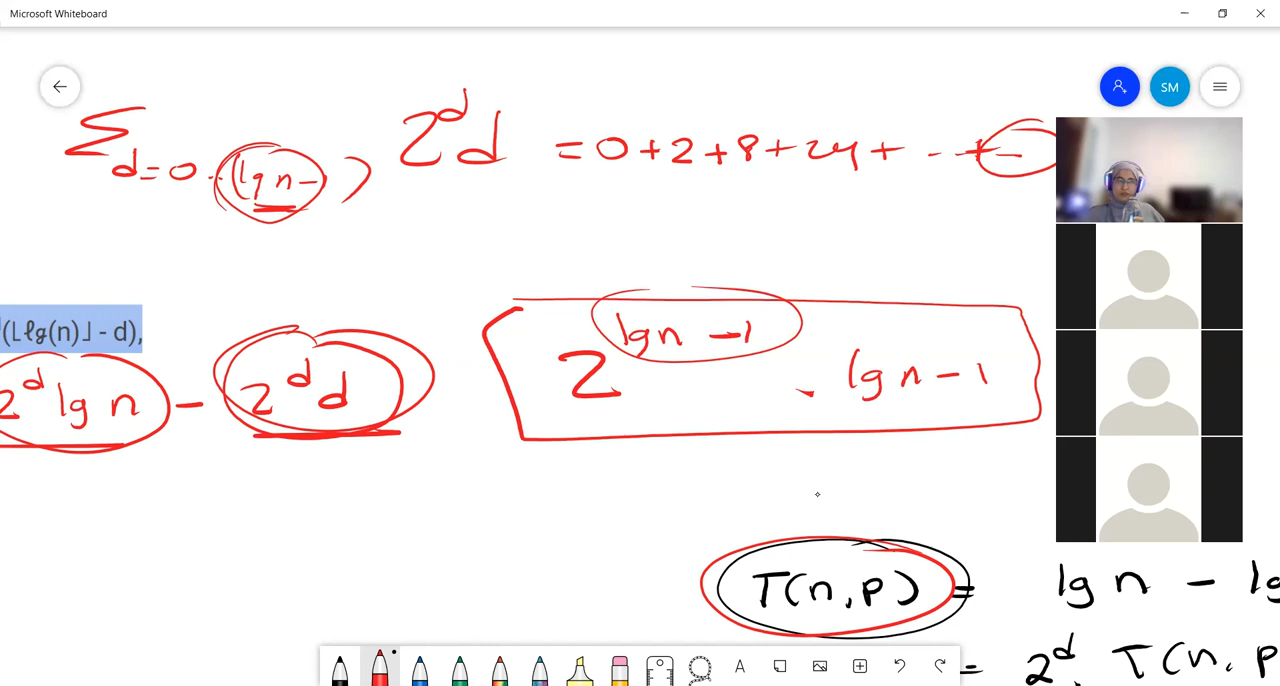 Microsoft Whiteboard
SM
Σ d=0..(lg n-) 2^d d = 0+2+8+24+ - - + -
(⌊ℓg(n)⌋ - d),
2^d lg n - 2^d d
2^lg n - 1 . lg n - 1
T(n,p) = lg n - lg
= 2^d. T(n, p
A